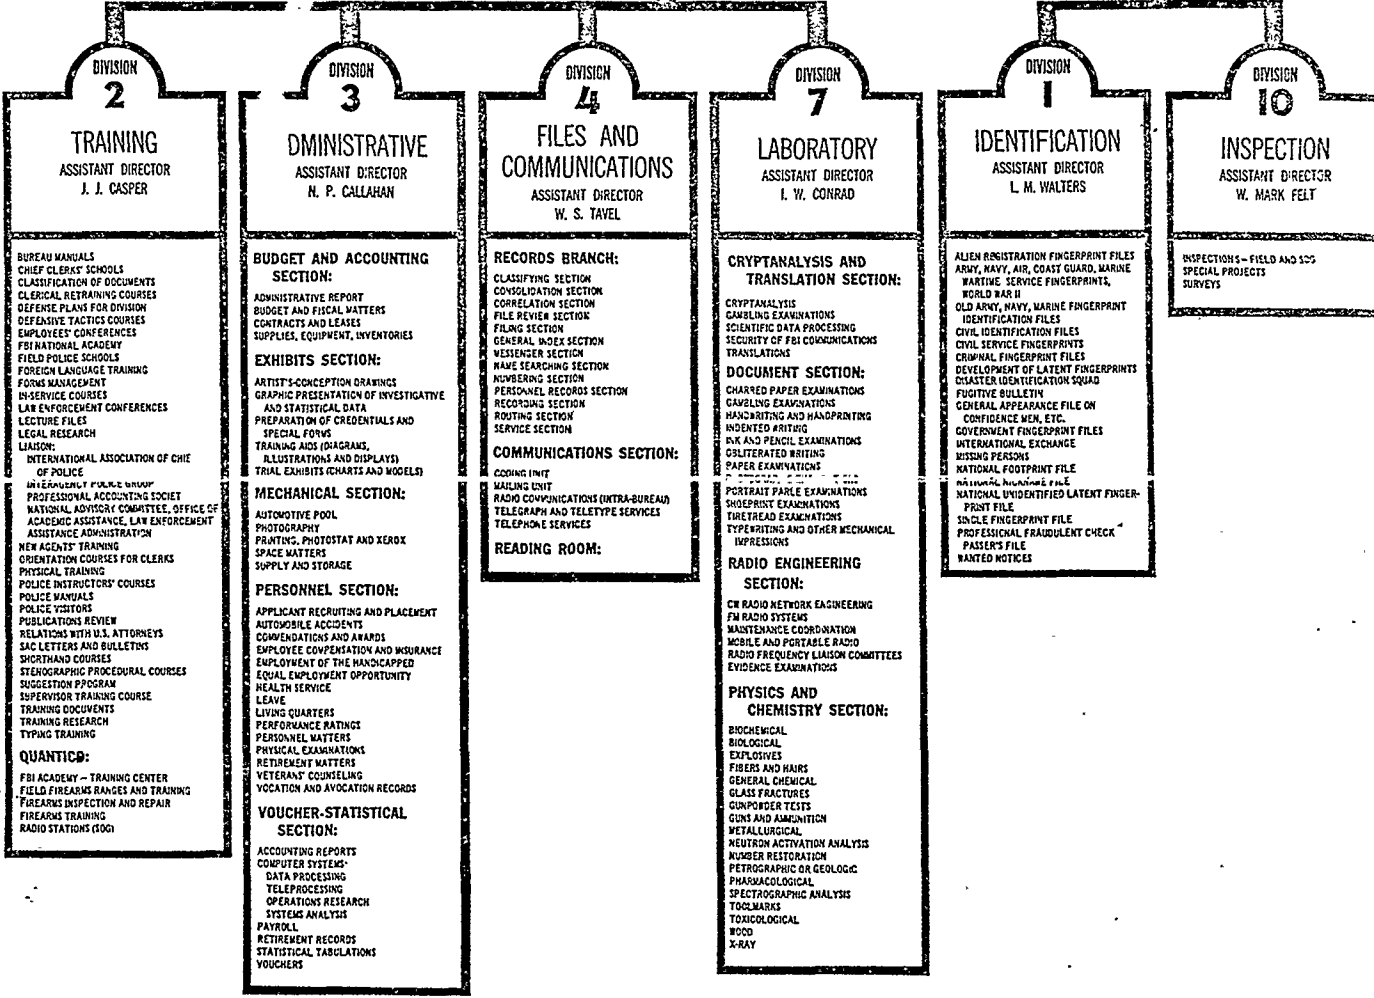 DIVISION
2
TRAINING
ASSISTANT DIRECTOR
J. J. CASPER
BUREAU MANUALS
CHIEF CLERKS' SCHOOLS
CLASSIFICATION OF DOCUMENTS
CLERICAL RETRAINING COURSES
DEFENSE PLANS FOR DIVISION
DEFENSIVE TACTICS COURSES
EMPLOYEES' CONFERENCES
FBI NATIONAL ACADEMY
FIELD POLICE SCHOOLS
FOREIGN LANGUAGE TRAINING
FORMS MANAGEMENT
IN-SERVICE COURSES
LAW ENFORCEMENT CONFERENCES
LECTURE FILES
LEGAL RESEARCH
LIAISON:
INTERNATIONAL ASSOCIATION OF CHIE
OF POLICE
INTERAGENCY POLICE GROUP
PROFESSIONAL ACCOUNTING SOCIET
NATIONAL ADVISORY COMMITTEE, OFFICE OF
ACADEMIC ASSISTANCE, LAW ENFORCEMENT
ASSISTANCE ADMINISTRATION
NEW AGENTS' TRAINING
ORIENTATION COURSES FOR CLERKS
PHYSICAL TRAINING
POLICE INSTRUCTORS' COURSES
POLICE MANUALS
POLICE VISITORS
PUBLICATIONS REVIEW
RELATIONS WITH U.S. ATTORNEYS
SAC LETTERS AND BULLETINS
SHORTHAND COURSES
STENOGRAPHIC PROCEDURAL COURSES
SUGGESTION PROGRAM
SUPERVISOR TRAINING COURSE
TRAINING DOCUMENTS
TRAINING RESEARCH
TYPING TRAINING
QUANTICO:
FBI ACADEMY – TRAINING CENTER
FIELD FIREARMS RANGES AND TRAINING
FIREARMS INSPECTION AND REPAIR
FIREARMS TRAINING
RADIO STATIONS (SOG)
DIVISION
3
DMINISTRATIVE
ASSISTANT DIRECTOR
N. P. CALLAHAN
BUDGET AND ACCOUNTING
SECTION:
ADMINISTRATIVE REPORT
BUDGET AND FISCAL MATTERS
CONTRACTS AND LEASES
SUPPLIES, EQUIPMENT, INVENTORIES
EXHIBITS SECTION:
ARTIST'S-CONCEPTION DRAWINGS
GRAPHIC PRESENTATION OF INVESTIGATIVE
AND STATISTICAL DATA
PREPARATION OF CREDENTIALS AND
SPECIAL FORMS
TRAINING AIDS (DIAGRAMS,
ILLUSTRATIONS AND DISPLAYS)
TRIAL EXHIBITS (CHARTS AND MODELS)
MECHANICAL SECTION:
AUTOMOTIVE POOL
PHOTOGRAPHY
PRINTING, PHOTOSTAT AND XEROX
SPACE MATTERS
SUPPLY AND STORAGE
PERSONNEL SECTION:
APPLICANT RECRUITING AND PLACEMENT
AUTOMOBILE ACCIDENTS
COMMENDATIONS AND AWARDS
EMPLOYEE COMPENSATION AND INSURANCE
EMPLOYMENT OF THE HANDICAPPED
EQUAL EMPLOYMENT OPPORTUNITY
HEALTH SERVICE
LEAVE
LIVING QUARTERS
PERFORMANCE RATINGS
PERSONNEL MATTERS
PHYSICAL EXAMINATIONS
RETIREMENT MATTERS
VETERANS' COUNSELING
VOCATION AND AVOCATION RECORDS
VOUCHER-STATISTICAL
SECTION:
ACCOUNTING REPORTS
COMPUTER SYSTEMS-
DATA PROCESSING
TELEPROCESSING
OPERATIONS RESEARCH
SYSTEMS ANALYSIS
PAYROLL
RETIREMENT RECORDS
STATISTICAL TABULATIONS
VOUCHERS
DIVISION
4
FILES AND
COMMUNICATIONS
ASSISTANT DIRECTOR
W. S. TAVEL
RECORDS BRANCH:
CLASSIFYING SECTION
CONSOLIDATION SECTION
CORRELATION SECTION
FILE REVIEW SECTION
FILING SECTION
GENERAL INDEX SECTION
MESSENGER SECTION
NAME SEARCHING SECTION
NUMBERING SECTION
PERSONNEL RECORDS SECTION
RECORDING SECTION
ROUTING SECTION
SERVICE SECTION
COMMUNICATIONS SECTION:
CODING UNIT
MAILING UNIT
RADIO COMMUNICATIONS (INTRA-BUREAU)
TELEGRAPH AND TELETYPE SERVICES
TELEPHONE SERVICES
READING ROOM:
DIVISION
7
LABORATORY
ASSISTANT DIRECTOR
I. W. CONRAD
CRYPTANALYSIS AND
TRANSLATION SECTION:
CRYPTANALYSIS
GAMBLING EXAMINATIONS
SCIENTIFIC DATA PROCESSING
SECURITY OF FBI COMMUNICATIONS
TRANSLATIONS
DOCUMENT SECTION:
CHARRED PAPER EXAMINATIONS
GAMBLING EXAMINATIONS
HANDWRITING AND HANDPRINTING
INDENTED WRITING
INK AND PENCIL EXAMINATIONS
OBLITERATED WRITING
PAPER EXAMINATIONS
PORTRAIT PARLE EXAMINATIONS
SHOEPRINT EXAMINATIONS
TIRETREAD EXAMINATIONS
TYPEWRITING AND OTHER MECHANICAL
IMPRESSIONS
RADIO ENGINEERING
SECTION:
CW RADIO NETWORK ENGINEERING
FM RADIO SYSTEMS
MAINTENANCE COORDINATION
MOBILE AND PORTABLE RADIO
RADIO FREQUENCY LIAISON COMMITTEES
EVIDENCE EXAMINATIONS
PHYSICS AND
CHEMISTRY SECTION:
BIOCHEMICAL
BIOLOGICAL
EXPLOSIVES
FIBERS AND HAIRS
GENERAL CHEMICAL
GLASS FRACTURES
GUNPOWDER TESTS
GUNS AND AMMUNITION
METALLURGICAL
NEUTRON ACTIVATION ANALYSIS
NUMBER RESTORATION
PETROGRAPHIC OR GEOLOGIC
PHARMACOLOGICAL
SPECTROGRAPHIC ANALYSIS
TOOLMARKS
TOXICOLOGICAL
WOOD
X-RAY
DIVISION
1
IDENTIFICATION
ASSISTANT DIRECTOR
L. M. WALTERS
ALIEN REGISTRATION FINGERPRINT FILES
ARMY, NAVY, AIR, COAST GUARD, MARINE
WARTIME SERVICE FINGERPRINTS,
WORLD WAR II
OLD ARMY, NAVY, MARINE FINGERPRINT
IDENTIFICATION FILES
CIVIL IDENTIFICATION FILES
CIVIL SERVICE FINGERPRINTS
CRIMINAL FINGERPRINT FILES
DEVELOPMENT OF LATENT FINGERPRINTS
DISASTER IDENTIFICATION SQUAD
FUGITIVE BULLETIN
GENERAL APPEARANCE FILE ON
CONFIDENCE MEN, ETC.
GOVERNMENT FINGERPRINT FILES
INTERNATIONAL EXCHANGE
MISSING PERSONS
NATIONAL FOOTPRINT FILE
NATIONAL NICKNAME FILE
NATIONAL UNIDENTIFIED LATENT FINGER-
PRINT FILE
SINGLE FINGERPRINT FILE
PROFESSIONAL FRAUDULENT CHECK
PASSER'S FILE
WANTED NOTICES
DIVISION
10
INSPECTION
ASSISTANT DIRECTOR
W. MARK FELT
INSPECTIONS – FIELD AND SOG
SPECIAL PROJECTS
SURVEYS